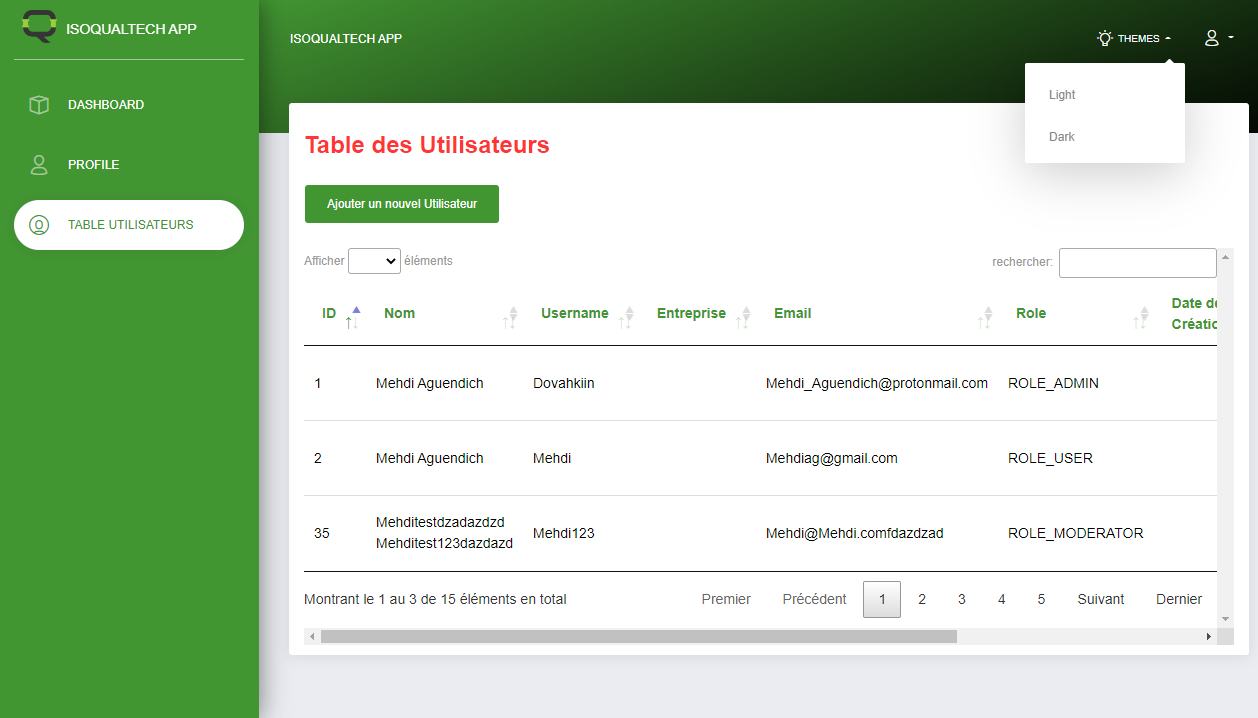 ISOQUALTECH APP
DASHBOARD
PROFILE
TABLE UTILISATEURS
ISOQUALTECH APP
THEMES
Light
Dark
Table des Utilisateurs
Ajouter un nouvel Utilisateur
Afficher éléments
rechercher:
ID Nom Username Entreprise Email Role Date de
Créatio
1 Mehdi Aguendich Dovahkiin Mehdi_Aguendich@protonmail.com ROLE_ADMIN
2 Mehdi Aguendich Mehdi Mehdiag@gmail.com ROLE_USER
35 Mehditestdzadazdzd Mehditest123dazdazd Mehdi123 Mehdi@Mehdi.comfdazdzad ROLE_MODERATOR
Montrant le 1 au 3 de 15 éléments en total
Premier Précédent 1 2 3 4 5 Suivant Dernier